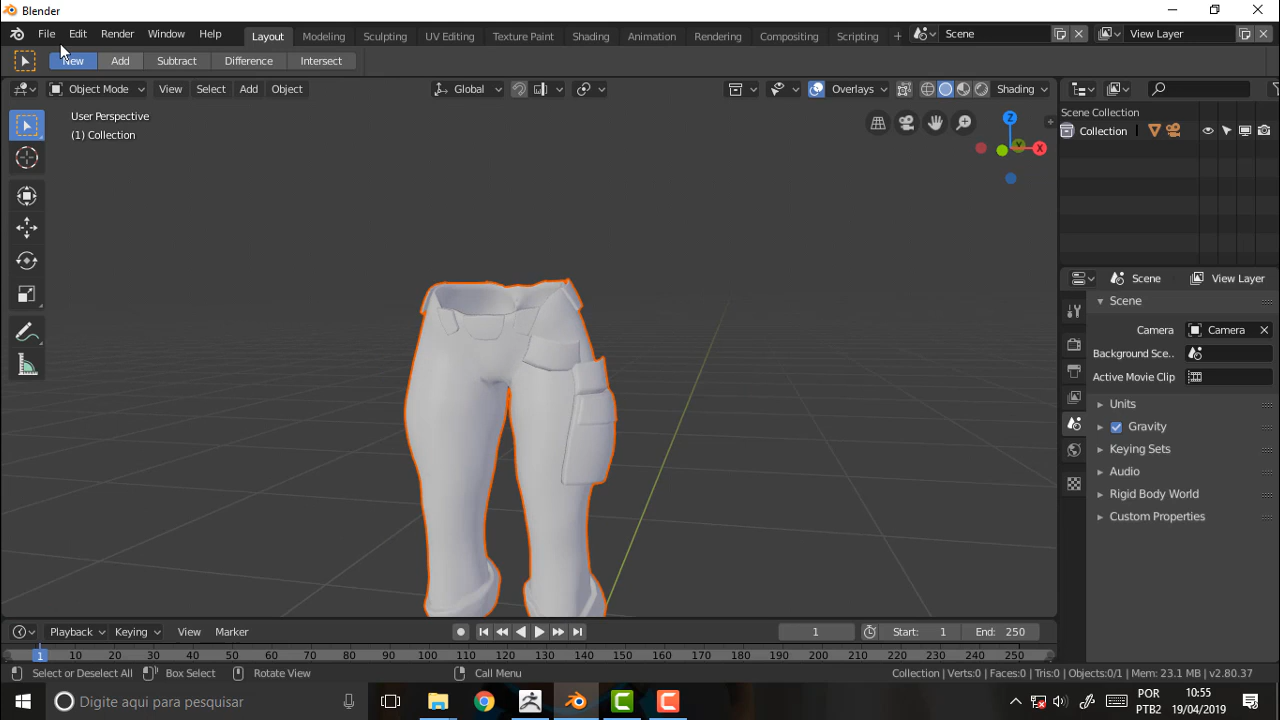 Blender
File Edit Render Window Help Layout Modeling Sculpting UV Editing Texture Paint Shading Animation Rendering Compositing Scripting + Scene View Layer
New Add Subtract Difference Intersect
Object Mode View Select Add Object Global Overlays Shading
User Perspective
(1) Collection
Z
Y
X
Scene Collection
Collection
Scene View Layer
Scene
Camera Camera
Background Sce..
Active Movie Clip
Units
Gravity
Keying Sets
Audio
Rigid Body World
Custom Properties
Playback Keying View Marker 1 Start: 1 End: 250
1 10 20 30 40 50 60 70 80 90 100 110 120 130 140 150 160 170 180 190 200 210 220 230 240 250
Select or Deselect All Box Select Rotate View Call Menu Collection | Verts:0 | Faces:0 | Tris:0 | Objects:0/1 | Mem: 23.1 MB | v2.80.37
Digite aqui para pesquisar
POR
PTB2
10:55
19/04/2019